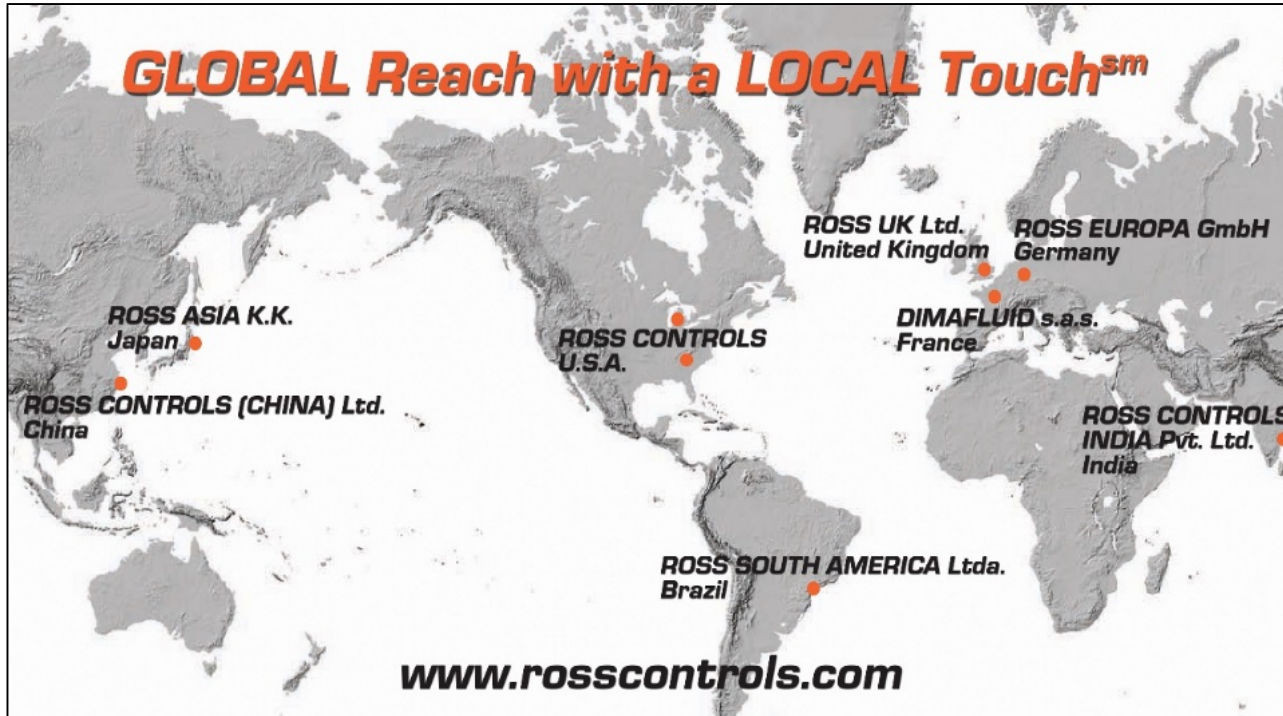 GLOBAL Reach with a LOCAL Touch℠
ROSS UK Ltd.
United Kingdom
ROSS EUROPA GmbH
Germany
ROSS ASIA K.K.
Japan
ROSS CONTROLS
U.S.A.
DIMAFLUID s.a.s.
France
ROSS CONTROLS (CHINA) Ltd.
China
ROSS CONTROLS
INDIA Pvt. Ltd.
India
ROSS SOUTH AMERICA Ltda.
Brazil
www.rosscontrols.com